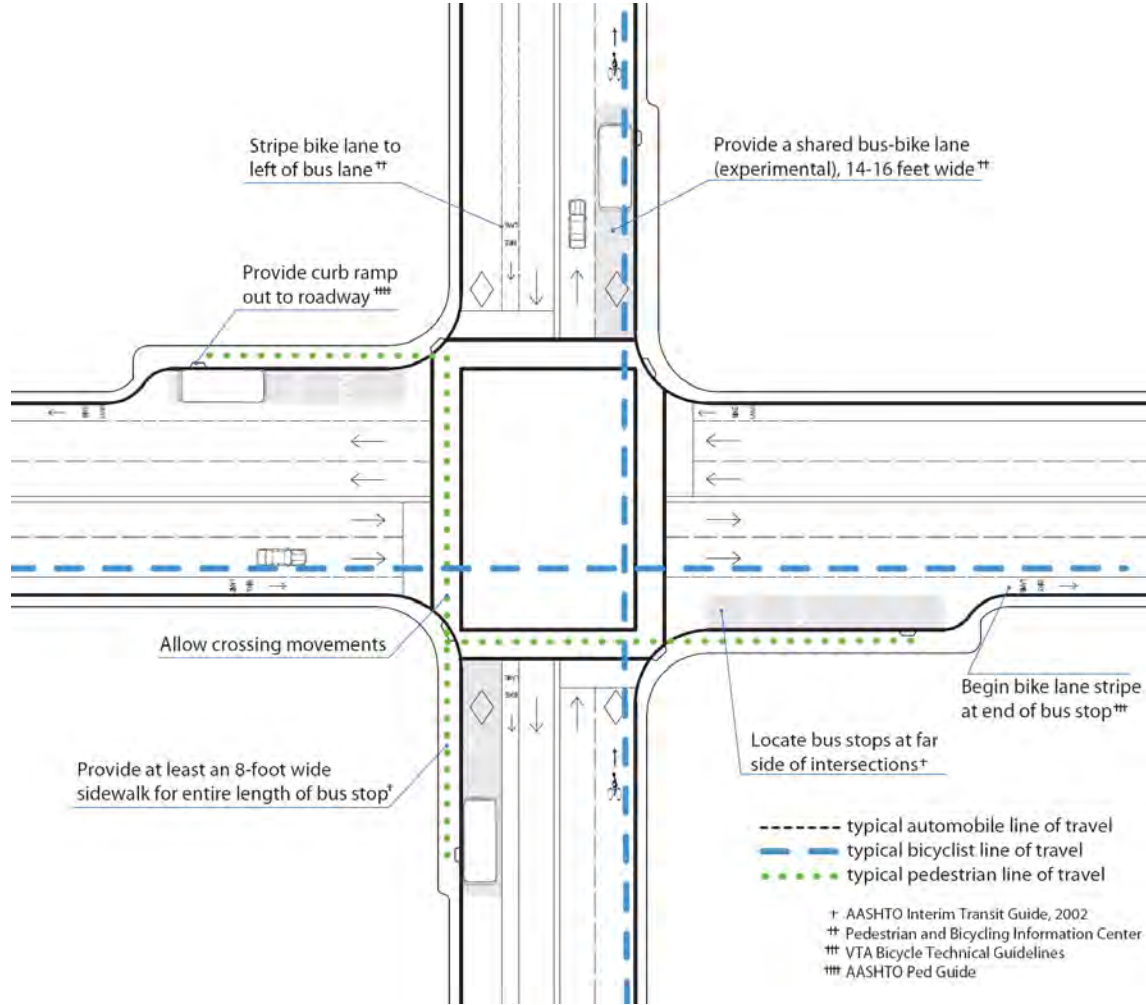 Stripe bike lane to
left of bus lane ††
Provide a shared bus-bike lane
(experimental), 14-16 feet wide ††
Provide curb ramp
out to roadway ††††
Allow crossing movements
Begin bike lane stripe
at end of bus stop †††
Locate bus stops at far
side of intersections†
Provide at least an 8-foot wide
sidewalk for entire length of bus stop†
typical automobile line of travel
typical bicyclist line of travel
typical pedestrian line of travel
† AASHTO Interim Transit Guide, 2002
†† Pedestrian and Bicycling Information Center
††† VTA Bicycle Technical Guidelines
†††† AASHTO Ped Guide